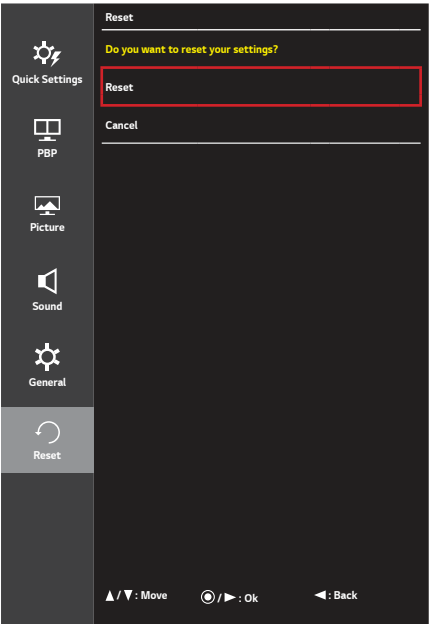 Quick Settings
PBP
Picture
Sound
General
Reset
Reset
Do you want to reset your settings?
Reset
Cancel
/ : Move
/ : Ok
: Back